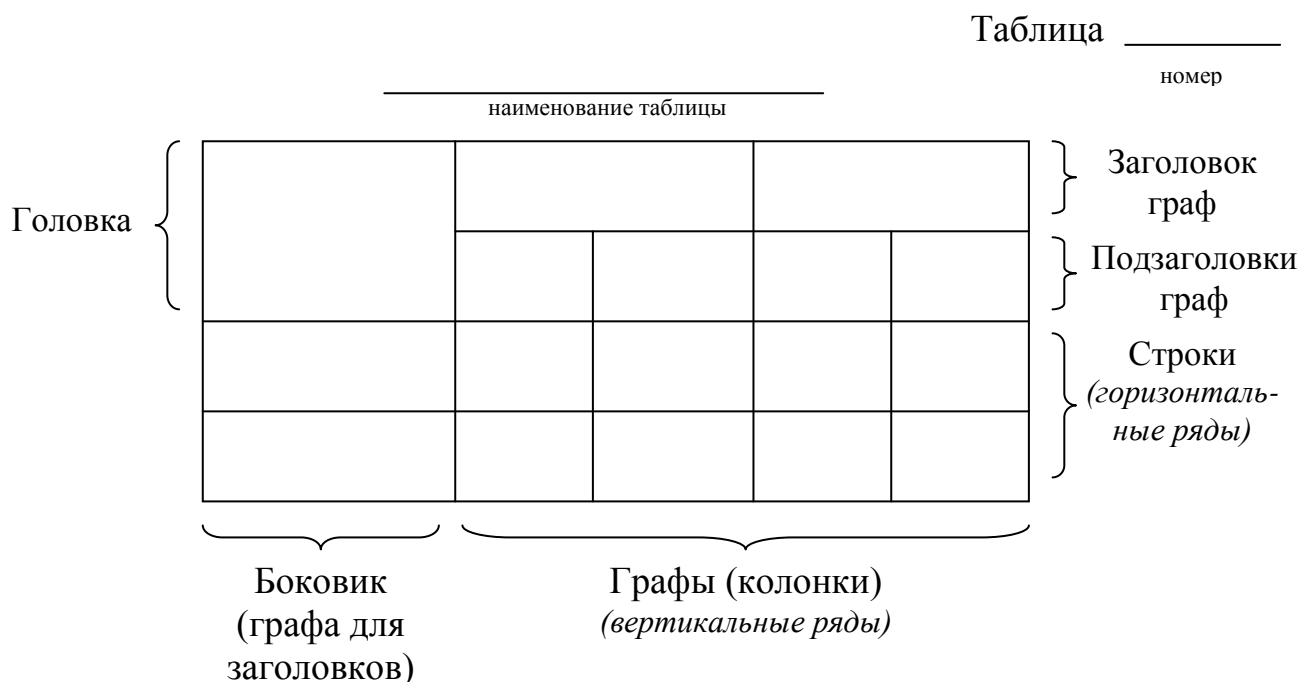 Таблица
номер
наименование таблицы
Заголовок
граф
Головка
Подзаголовки
граф
Строки
(горизонталь-
ные ряды)
Боковик
(графа для
заголовков)
Графы (колонки)
(вертикальные ряды)